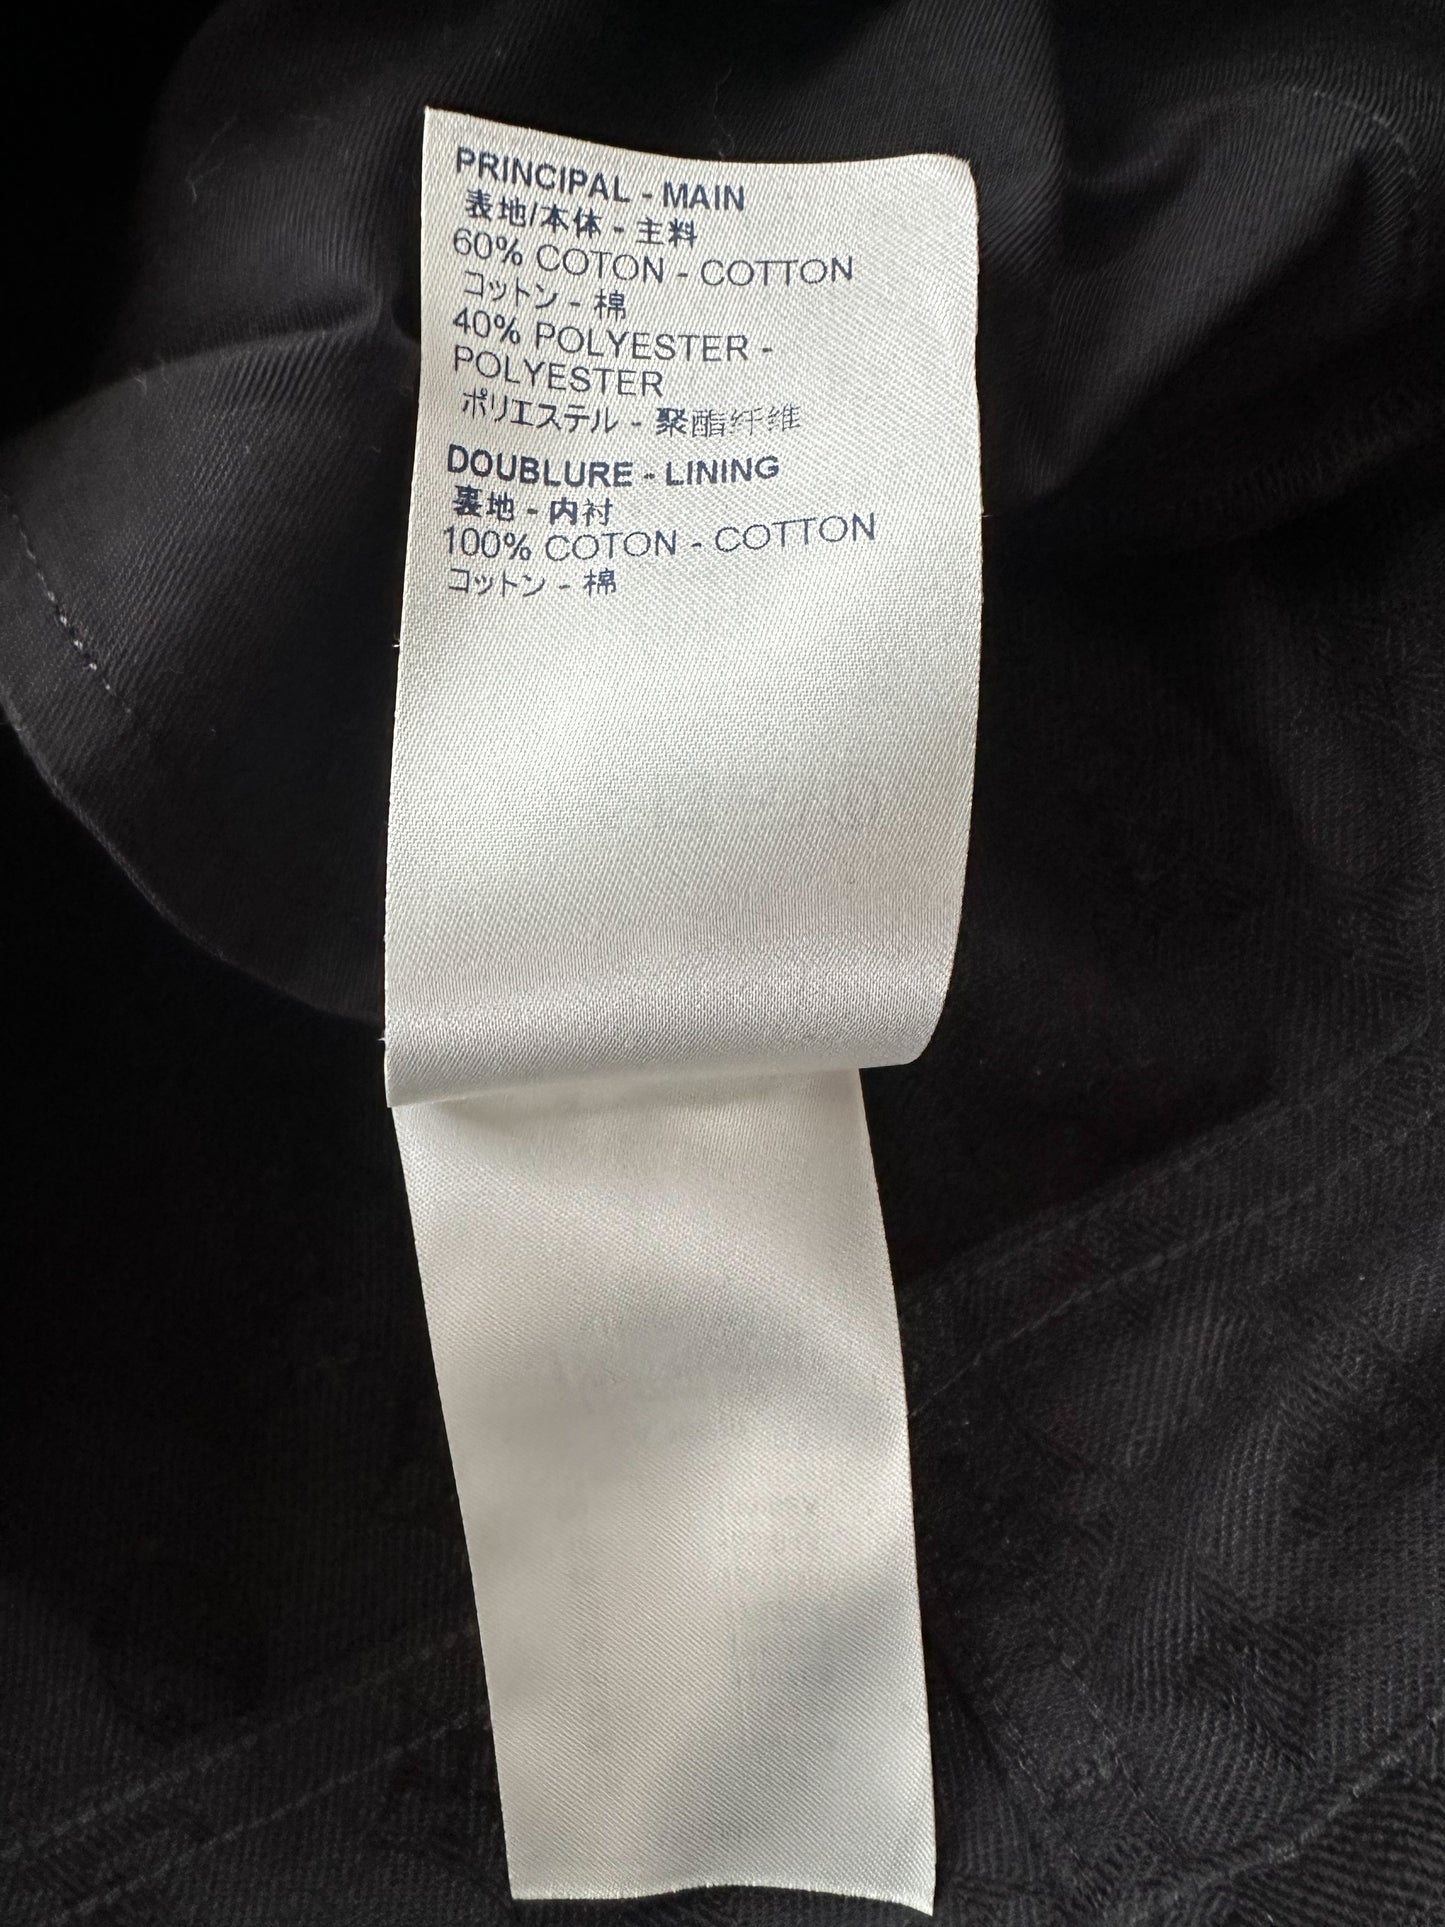 PRINCIPAL - MAIN
表地/本体 - 主料
60% COTON - COTTON
コットン - 棉
40% POLYESTER -
POLYESTER
ポリエステル - 聚酯纤维
DOUBLURE - LINING
裏地 - 内衬
100% COTON - COTTON
コットン - 棉